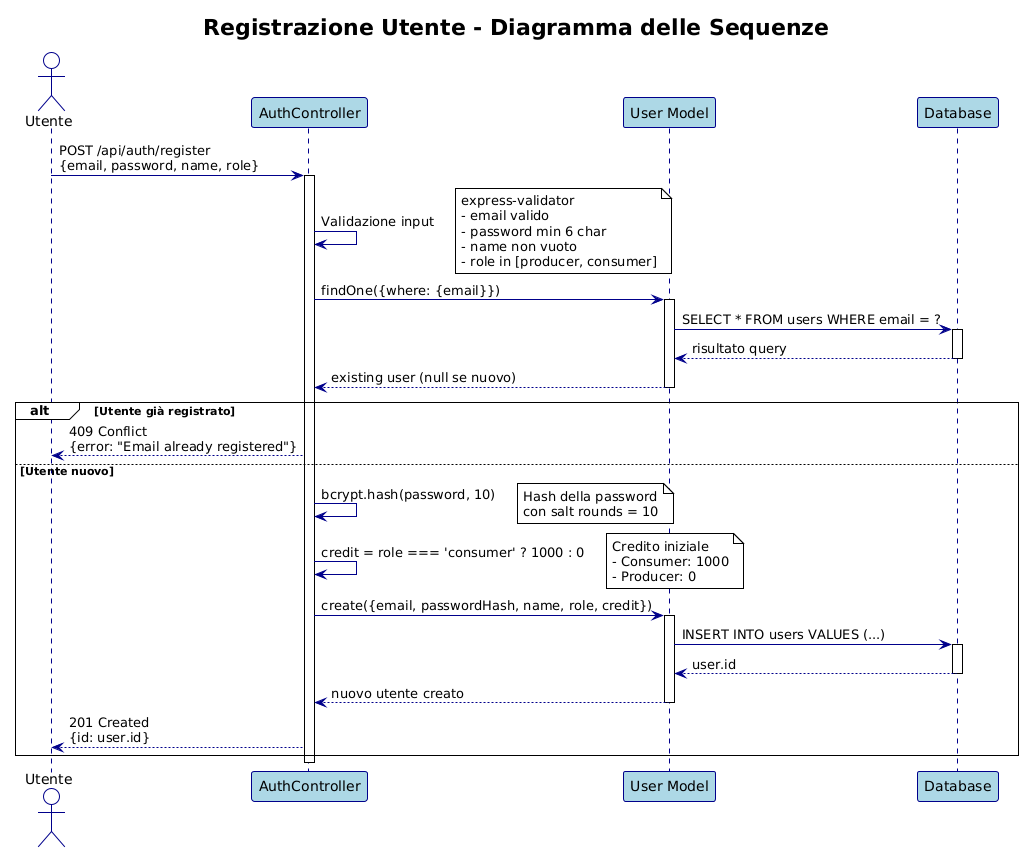 Registrazione Utente - Diagramma delle Sequenze
Utente
AuthController
User Model
Database
POST /api/auth/register
{email, password, name, role}
Validazione input
express-validator
- email valido
- password min 6 char
- name non vuoto
- role in [producer, consumer]
findOne({where: {email}})
SELECT * FROM users WHERE email = ?
risultato query
existing user (null se nuovo)
alt
[Utente già registrato]
409 Conflict
{error: "Email already registered"}
[Utente nuovo]
bcrypt.hash(password, 10)
Hash della password
con salt rounds = 10
credit = role === 'consumer' ? 1000 : 0
Credito iniziale
- Consumer: 1000
- Producer: 0
create({email, passwordHash, name, role, credit})
INSERT INTO users VALUES (...)
user.id
nuovo utente creato
201 Created
{id: user.id}
Utente
AuthController
User Model
Database